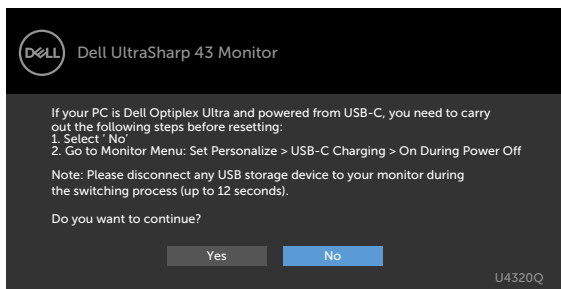 DELL
Dell UltraSharp 43 Monitor
If your PC is Dell Optiplex Ultra and powered from USB-C, you need to carry
out the following steps before resetting:
1. Select ‘ No’
2. Go to Monitor Menu: Set Personalize > USB-C Charging > On During Power Off
Note: Please disconnect any USB storage device to your monitor during
the switching process (up to 12 seconds).
Do you want to continue?
Yes No
U4320Q